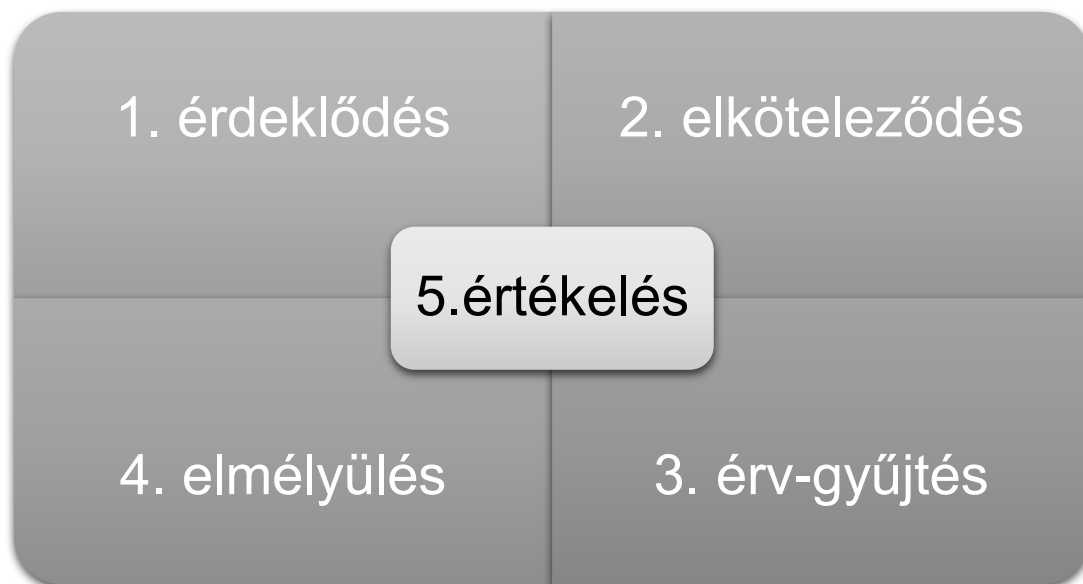 1. érdeklődés
2. elköteleződés
5.értékelés
4. elmélyülés
3. érv-gyűjtés